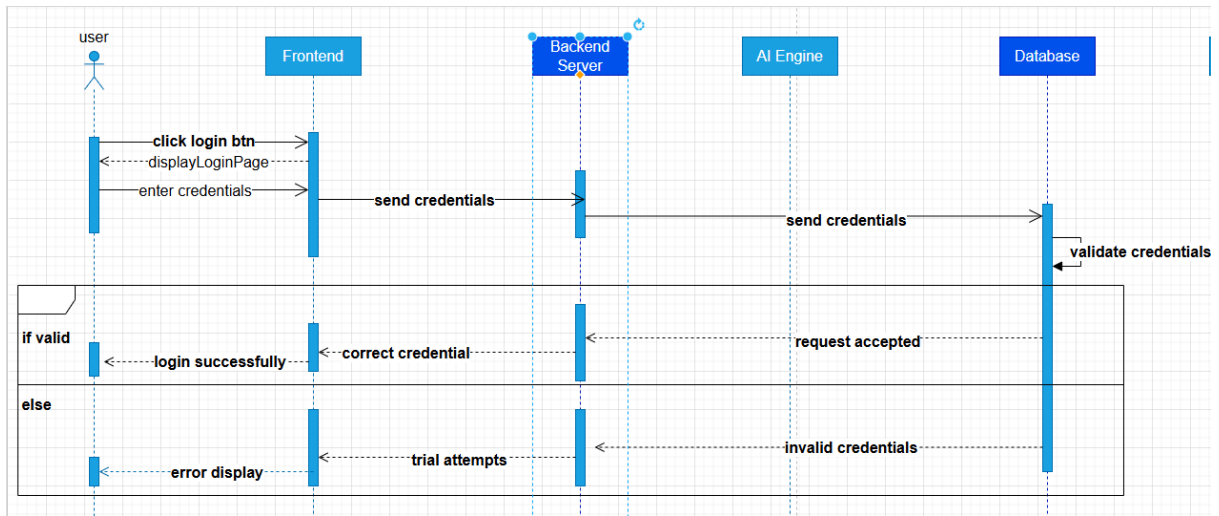 user
Frontend
Backend
Server
AI Engine
Database
click login btn
displayLoginPage
enter credentials
send credentials
send credentials
validate credentials
if valid
request accepted
correct credential
login successfully
else
invalid credentials
trial attempts
error display